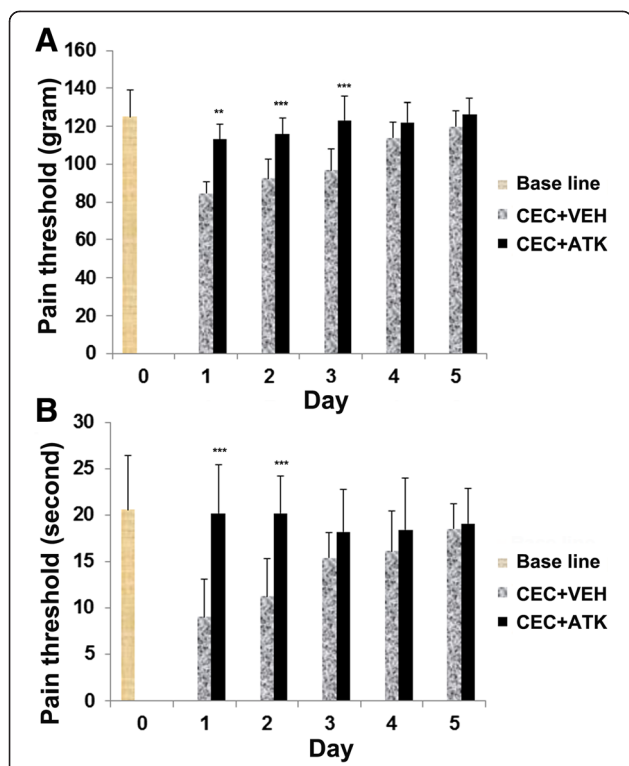 A
160
140
120
100
80
60
40
20
0
Pain threshold (gram)
**
***
***
0 1 2 3 4 5
Day
Base line
CEC+VEH
CEC+ATK
B
30
25
20
15
10
5
0
Pain threshold (second)
***
***
0 1 2 3 4 5
Day
Base line
CEC+VEH
CEC+ATK